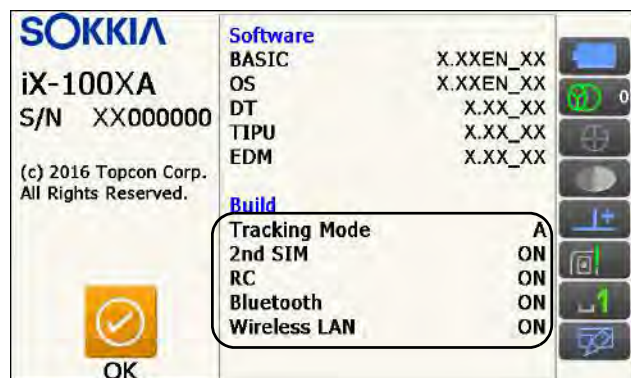 SOKKIA
iX-100XA
S/N XX000000
(c) 2016 Topcon Corp.
All Rights Reserved.
OK
Software
BASIC X.XXEN_XX
OS X.XXEN_XX
DT X.XX_XX
TIPU X.XX_XX
EDM X.XX_XX
Build
Tracking Mode A
2nd SIM ON
RC ON
Bluetooth ON
Wireless LAN ON
0
1